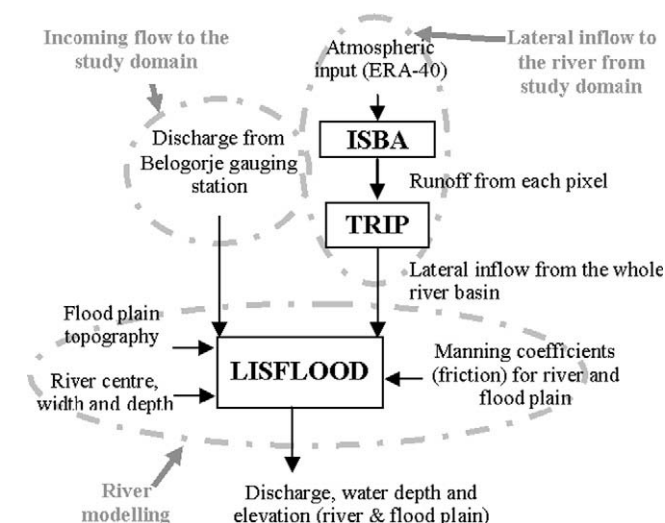 Incoming flow to the
study domain
Atmospheric
input (ERA-40)
Lateral inflow to
the river from
study domain
Discharge from
Belogorje gauging
station
ISBA
Runoff from each pixel
TRIP
Lateral inflow from the whole
river basin
Flood plain
topography
River centre,
width and depth
LISFLOOD
Manning coefficients
(friction) for river and
flood plain
River
modelling
Discharge, water depth and
elevation (river & flood plain)